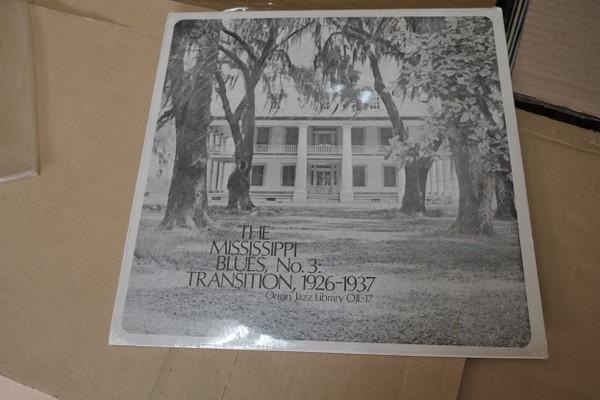 THE
MISSISSIPPI
BLUES, No. 3:
TRANSITION, 1926-1937
Origin Jazz Library OJL-17